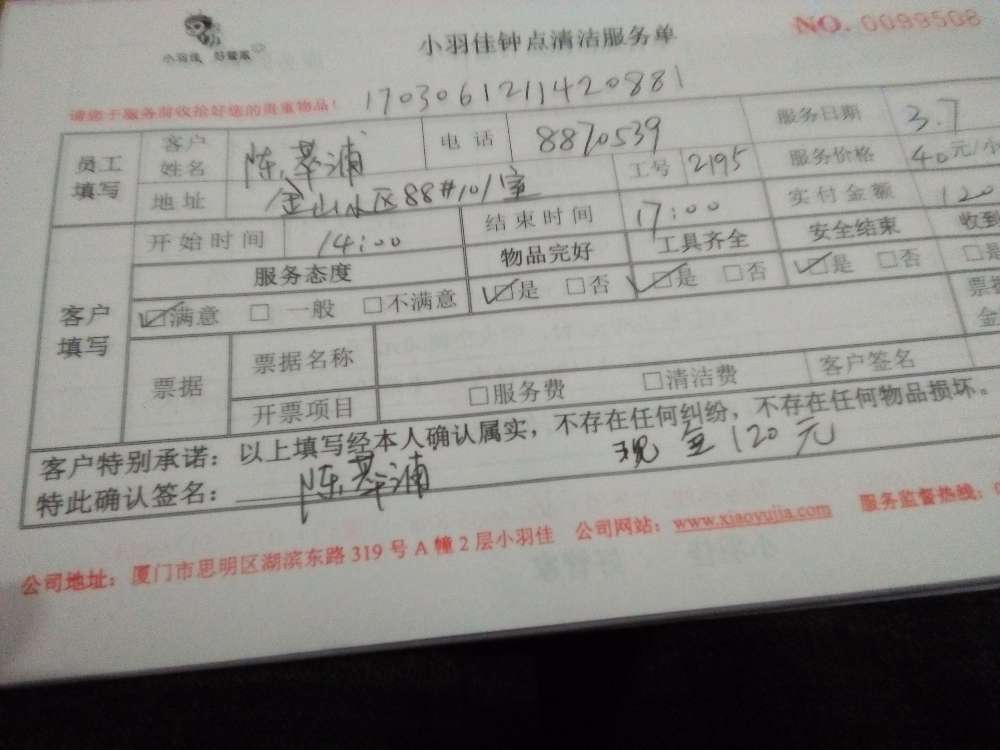 小羽佳 好管家
小羽佳钟点清洁服务单
NO. 0099508
请您于服务前收拾好您的贵重物品！
1703061211420881
员工填写 客户姓名 陈翠浦 电话 8870539 服务日期 3.7
地址 金山水区88#101室 工号 2195 服务价格 40元/小
客户填写 开始时间 14:00 结束时间 17:00 实付金额 120
服务态度 物品完好 工具齐全 安全结束 收到
☑满意 □一般 □不满意 ☑是 □否 ☑是 □否 ☑是 □否 □是
票据 票据名称 票据
金
开票项目 □服务费 □清洁费 客户签名
客户特别承诺：以上填写经本人确认属实，不存在任何纠纷，不存在任何物品损坏。
特此确认签名： 陈翠浦 现金120元
公司地址：厦门市思明区湖滨东路319号A幢2层小羽佳 公司网站：www.xiaoyujia.com 服务监督热线：0